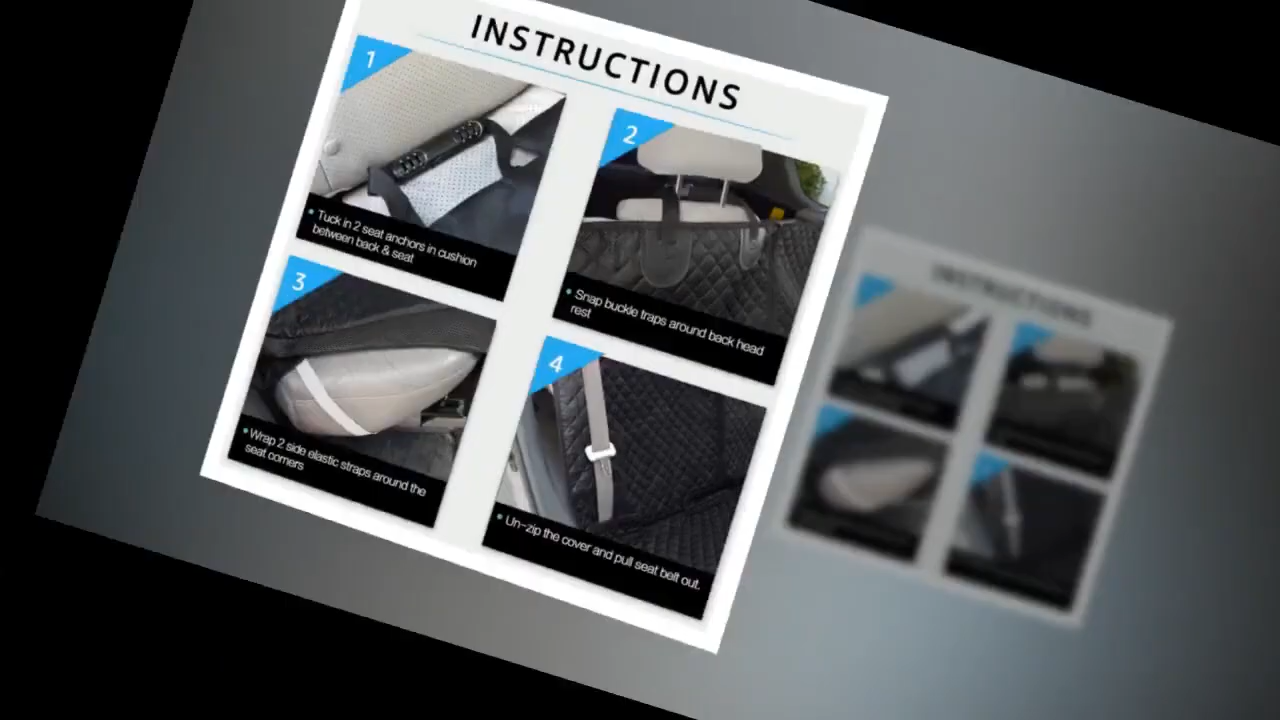 INSTRUCTIONS
1
Tuck in 2 seat anchors in cushion
between back & seat
2
Snap buckle traps around back head
rest
3
Wrap 2 side elastic straps around the
seat corners
4
Un-zip the cover and pull seat belt out.
INSTRUCTIONS